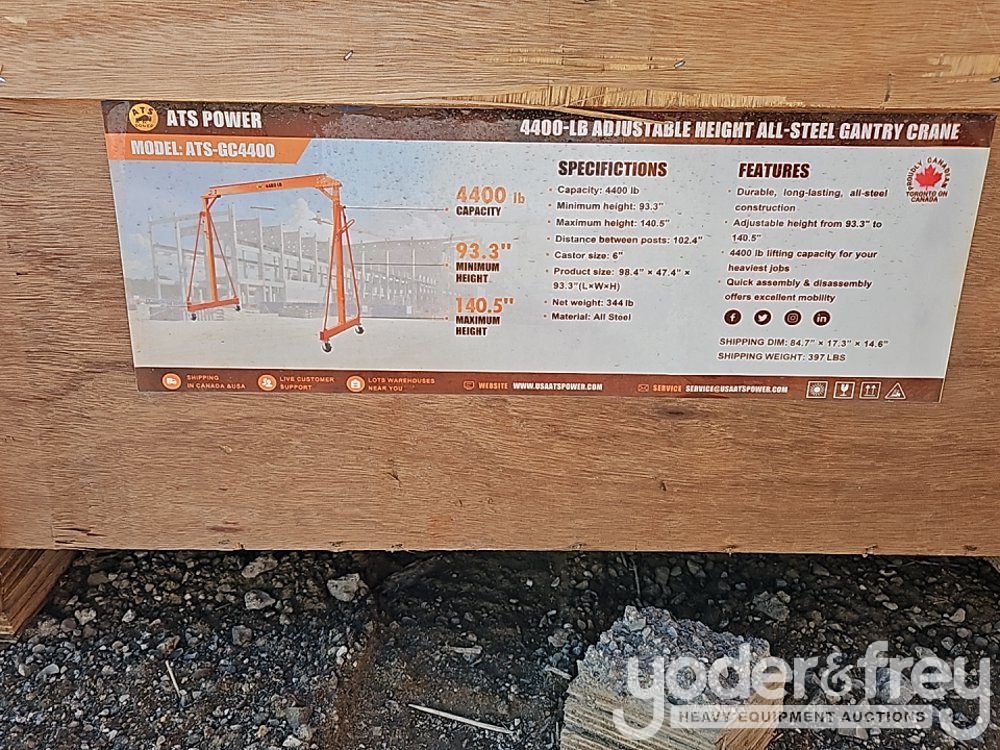 ATS POWER
4400-LB ADJUSTABLE HEIGHT ALL-STEEL GANTRY CRANE
MODEL: ATS-GC4400
4400 LB
4400 lb
CAPACITY
93.3"
MINIMUM
HEIGHT
140.5"
MAXIMUM
HEIGHT
SPECIFICTIONS
• Capacity: 4400 lb
• Minimum height: 93.3"
• Maximum height: 140.5"
• Distance between posts: 102.4"
• Castor size: 6"
• Product size: 98.4" × 47.4" ×
93.3"(L×W×H)
• Net weight: 344 lb
• Material: All Steel
FEATURES
• Durable, long-lasting, all-steel
construction
• Adjustable height from 93.3" to
140.5"
• 4400 lb lifting capacity for your
heaviest jobs
• Quick assembly & disassembly
offers excellent mobility
PROUDLY CANADIAN
TORONTO ON
CANADA
SHIPPING DIM: 84.7" × 17.3" × 14.6"
SHIPPING WEIGHT: 397 LBS
SHIPPING
IN CANADA &USA
LIVE CUSTOMER
SUPPORT
LOTS WAREHOUSES
NEAR YOU
WEBSITE WWW.USAATSPOWER.COM
SERVICE SERVICE@USAATSPOWER.COM
yoder&frey
HEAVY EQUIPMENT AUCTIONS